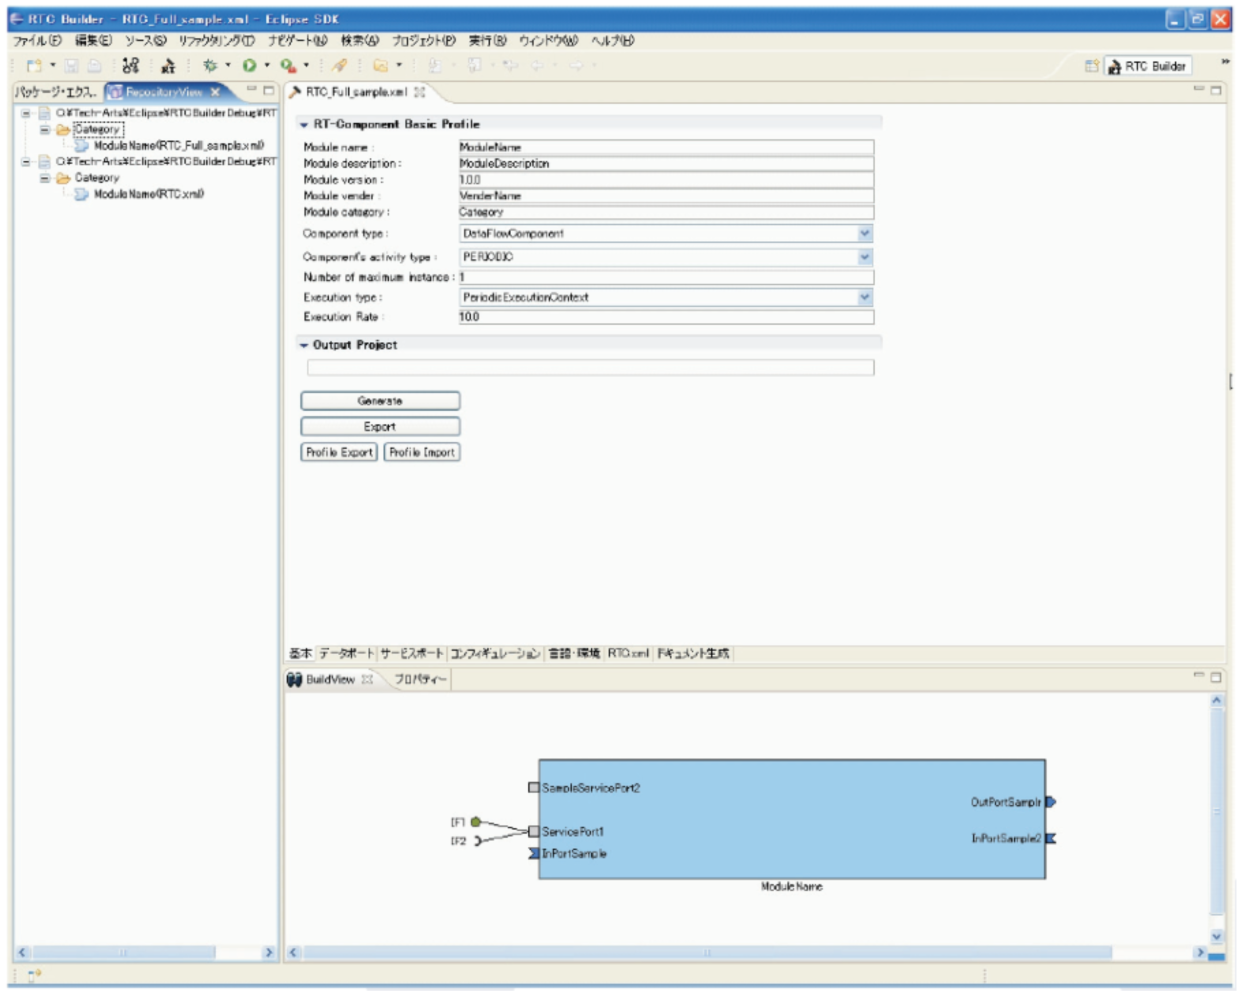 RTC Builder - RTC_Full_sample.xml - Eclipse SDK
ファイル(F) 編集(E) ソース(S) リファクタリング(T) ナビゲート(N) 検索(A) プロジェクト(P) 実行(R) ウィンドウ(W) ヘルプ(H)
RTC Builder
パッケージ・エクス.. RepositoryView
C:¥Tech-Arts¥Eclipse¥RTCBuilderDebug¥RT
Category
ModuleName(RTC_Full_sample.xml)
C:¥Tech-Arts¥Eclipse¥RTCBuilderDebug¥RT
Category
ModuleName(RTC.xml)
RTC_Full_sample.xml
RT-Component Basic Profile
Module name :
ModuleName
Module description :
ModuleDescription
Module version :
1.0.0
Module vender :
VenderName
Module category :
Category
Component type :
DataFlowComponent
Component's activity type :
PERIODIC
Number of maximum instance :
1
Execution type :
PeriodicExecutionContext
Execution Rate :
10.0
Output Project
Generate
Export
Profile Export
Profile Import
基本 データポート サービスポート コンフィギュレーション 言語・環境 RTC.xml ドキュメント生成
BuildView プロパティー
SampleServicePort2
OutPortSamplr
IF1
ServicePort1
IF2
InPortSample2
InPortSample
ModuleName